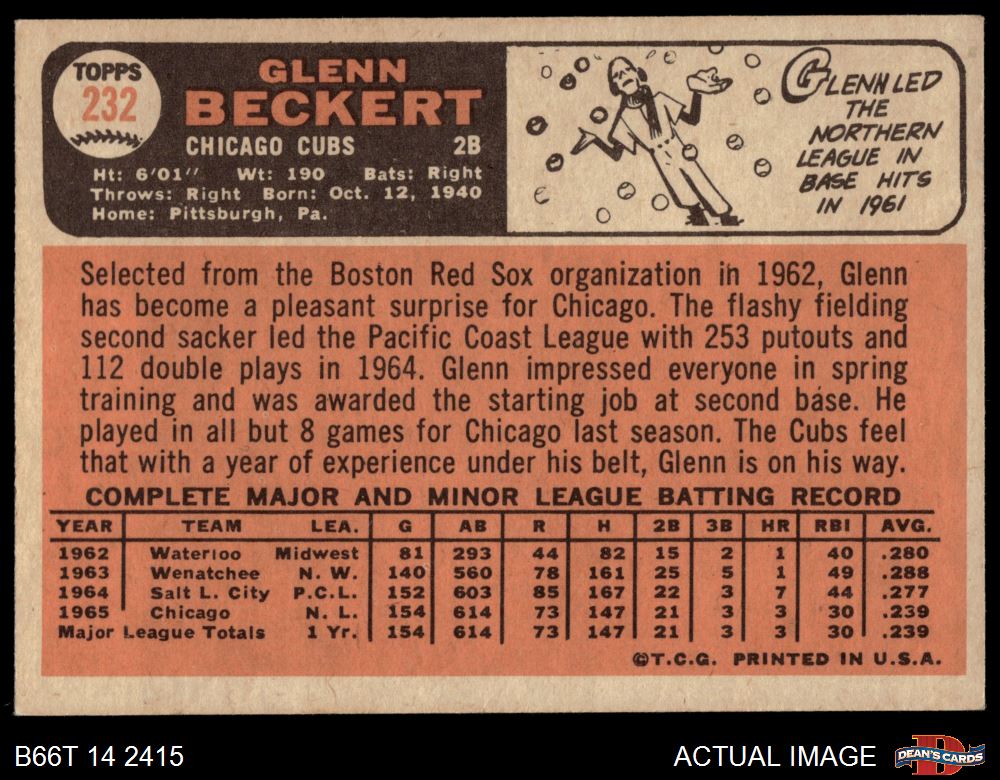 TOPPS
232
GLENN
BECKERT
CHICAGO CUBS 2B
Ht: 6'01" Wt: 190 Bats: Right
Throws: Right Born: Oct. 12, 1940
Home: Pittsburgh, Pa.
GLENN LED
THE
NORTHERN
LEAGUE IN
BASE HITS
IN 1961
Selected from the Boston Red Sox organization in 1962, Glenn
has become a pleasant surprise for Chicago. The flashy fielding
second sacker led the Pacific Coast League with 253 putouts and
112 double plays in 1964. Glenn impressed everyone in spring
training and was awarded the starting job at second base. He
played in all but 8 games for Chicago last season. The Cubs feel
that with a year of experience under his belt, Glenn is on his way.
COMPLETE MAJOR AND MINOR LEAGUE BATTING RECORD
YEAR TEAM LEA. G AB R H 2B 3B HR RBI AVG.
1962 Waterloo Midwest 81 293 44 82 15 2 1 40 .280
1963 Wenatchee N. W. 140 560 78 161 25 5 1 49 .288
1964 Salt L. City P.C.L. 152 603 85 167 22 3 7 44 .277
1965 Chicago N. L. 154 614 73 147 21 3 3 30 .239
Major League Totals 1 Yr. 154 614 73 147 21 3 3 30 .239
©T.C.G. PRINTED IN U.S.A.
B66T 14 2415 ACTUAL IMAGE
D
DEAN'S CARDS